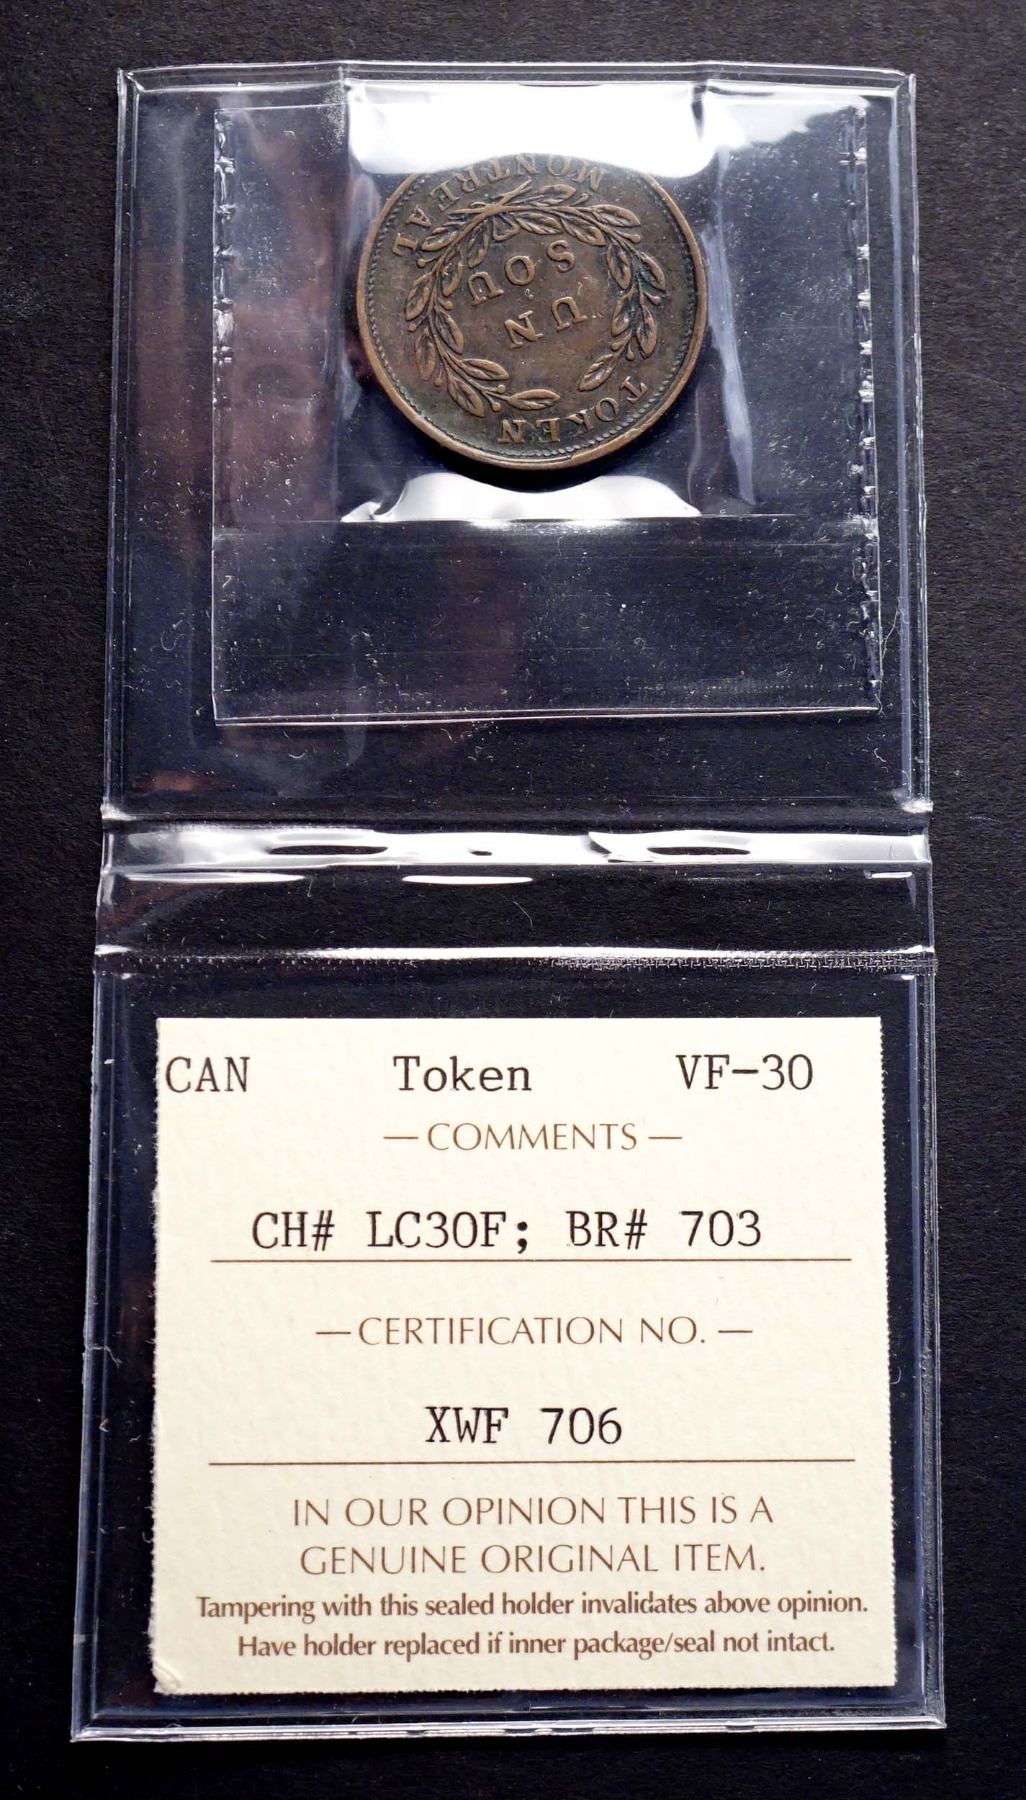 TOKEN
MONTREAL
UN
SOU
CAN Token VF-30
— COMMENTS —
CH# LC30F; BR# 703
— CERTIFICATION NO. —
XWF 706
IN OUR OPINION THIS IS A
GENUINE ORIGINAL ITEM.
Tampering with this sealed holder invalidates above opinion.
Have holder replaced if inner package/seal not intact.